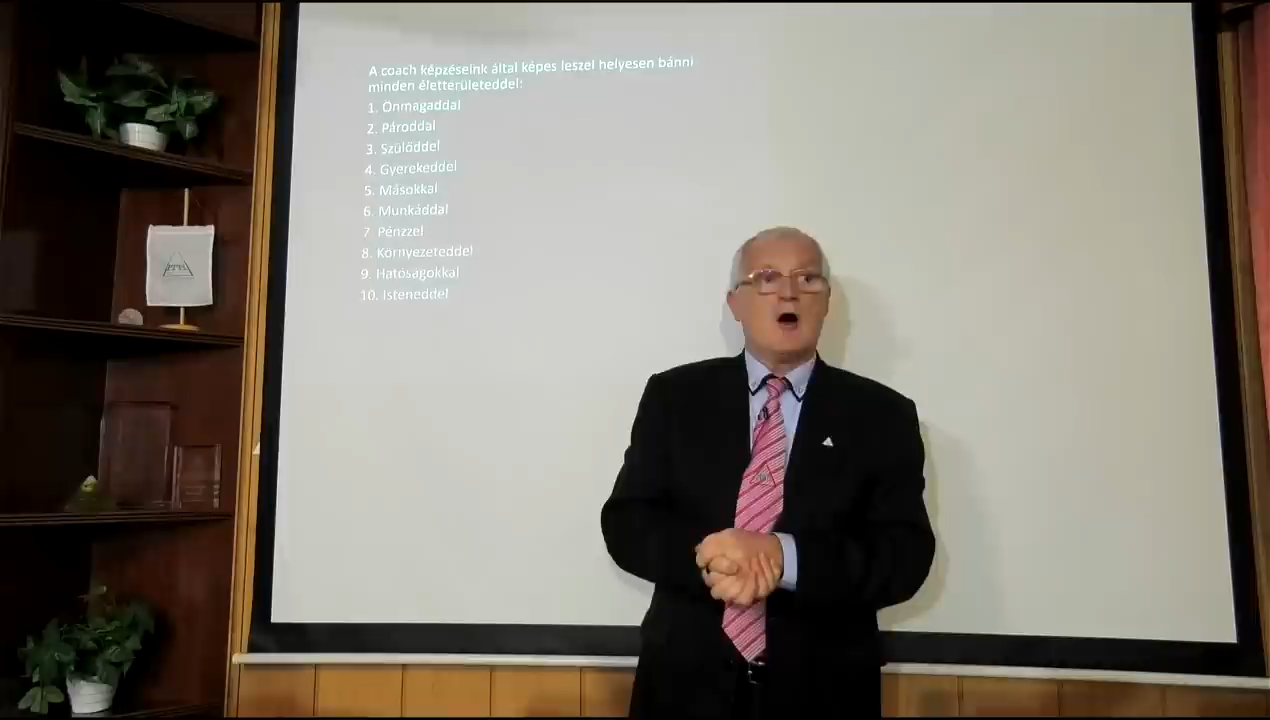 A coach képzéseink által képes leszel helyesen bánni
minden életterületeddel:
1. Önmagaddal
2. Pároddal
3. Szülőddel
4. Gyerekeddel
5. Másokkal
6. Munkáddal
7. Pénzzel
8. Környezeteddel
9. Hatóságokkal
10. Isteneddel